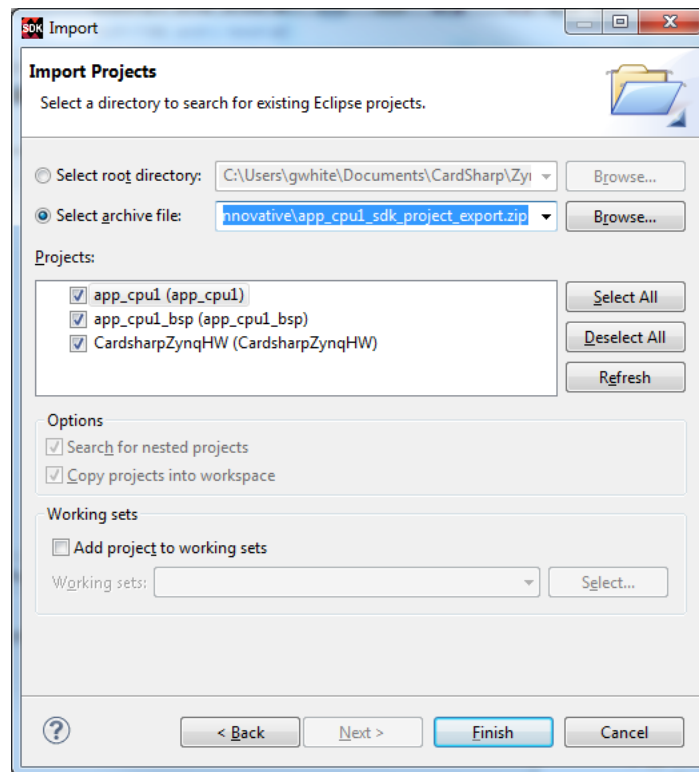 SDK Import
Import Projects
Select a directory to search for existing Eclipse projects.
Select root directory: C:\Users\gwhite\Documents\CardSharp\Zyn Browse...
Select archive file: nnovative\app_cpu1_sdk_project_export.zip Browse...
Projects:
app_cpu1 (app_cpu1) Select All
app_cpu1_bsp (app_cpu1_bsp)
CardsharpZynqHW (CardsharpZynqHW) Deselect All
Refresh
Options
Search for nested projects
Copy projects into workspace
Working sets
Add project to working sets
Working sets: Select...
? < Back Next > Finish Cancel